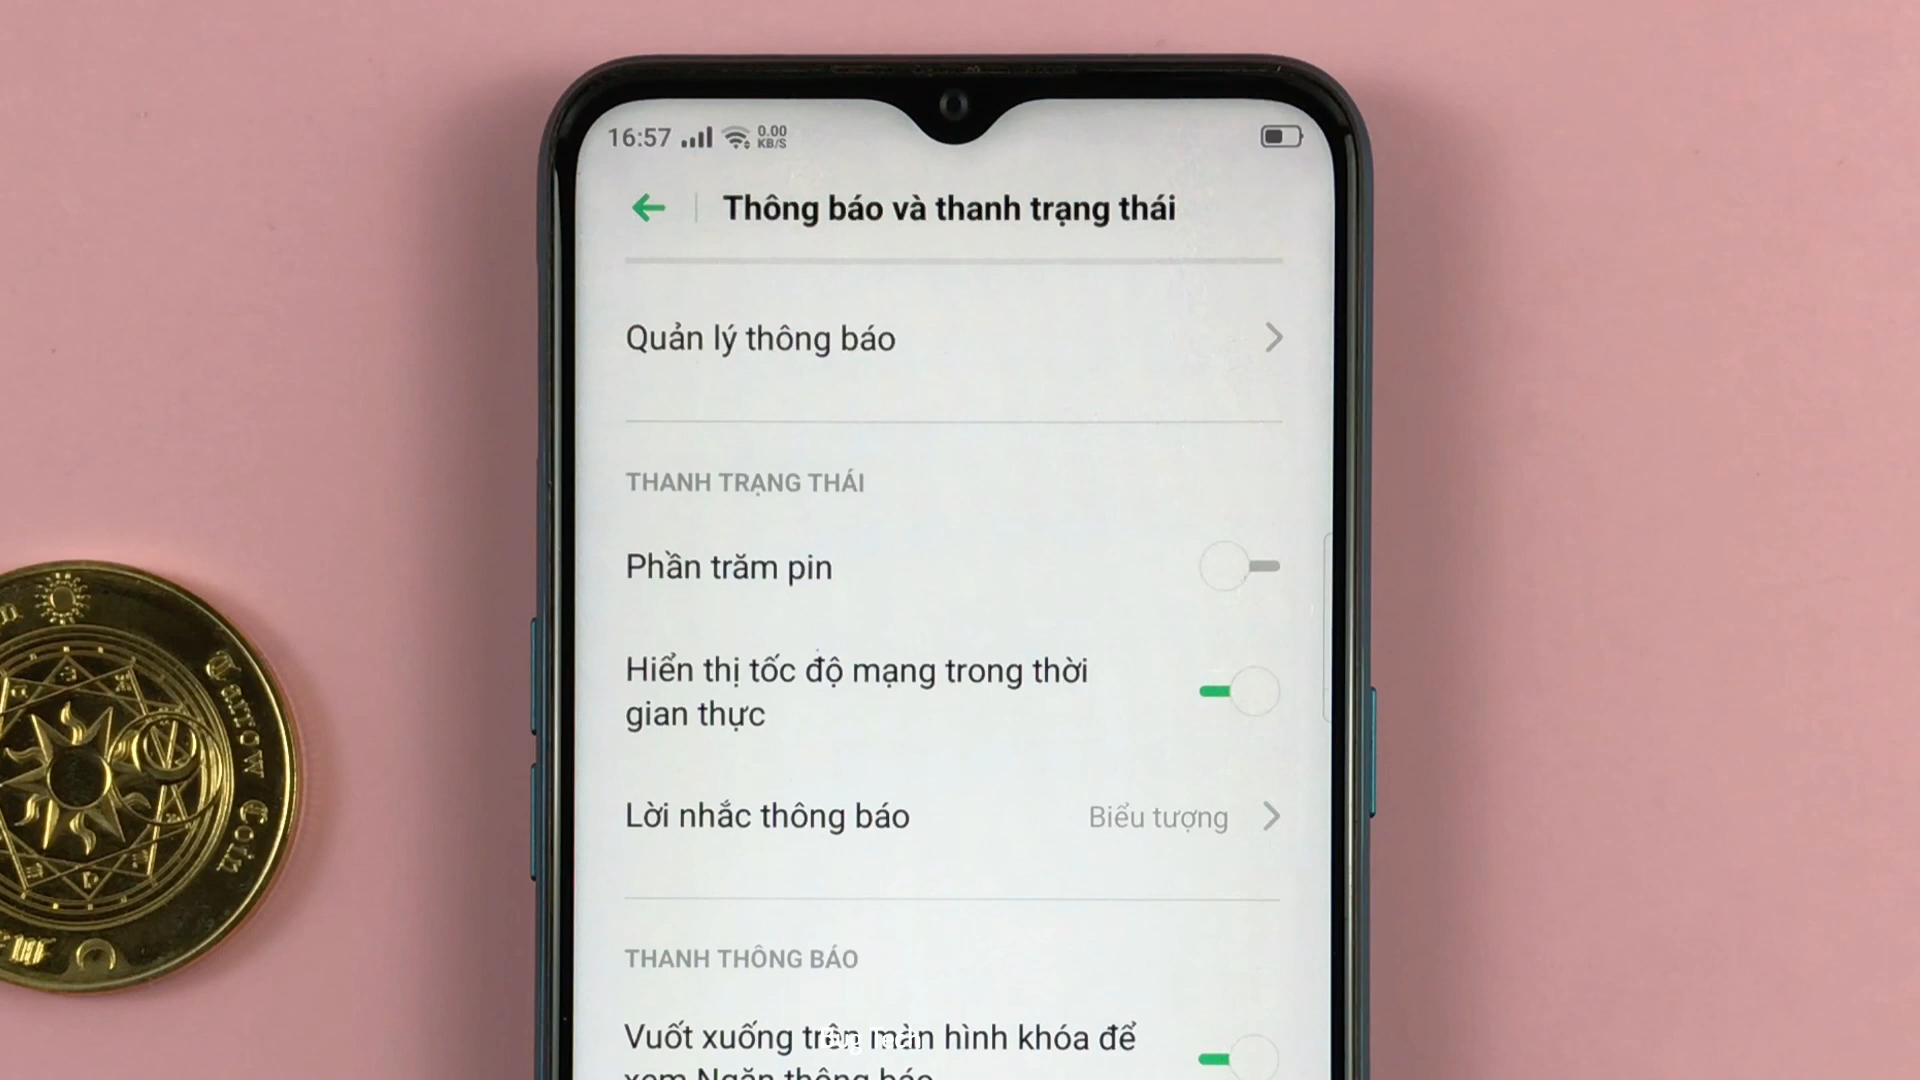 16:57 0.00
KB/S
Thông báo và thanh trạng thái
Quản lý thông báo
THANH TRẠNG THÁI
Phần trăm pin
Hiển thị tốc độ mạng trong thời
gian thực
Lời nhắc thông báo Biểu tượng
THANH THÔNG BÁO
Vuốt xuống trên màn hình khóa để
xem Ngăn thông báo
Tarrow Coin